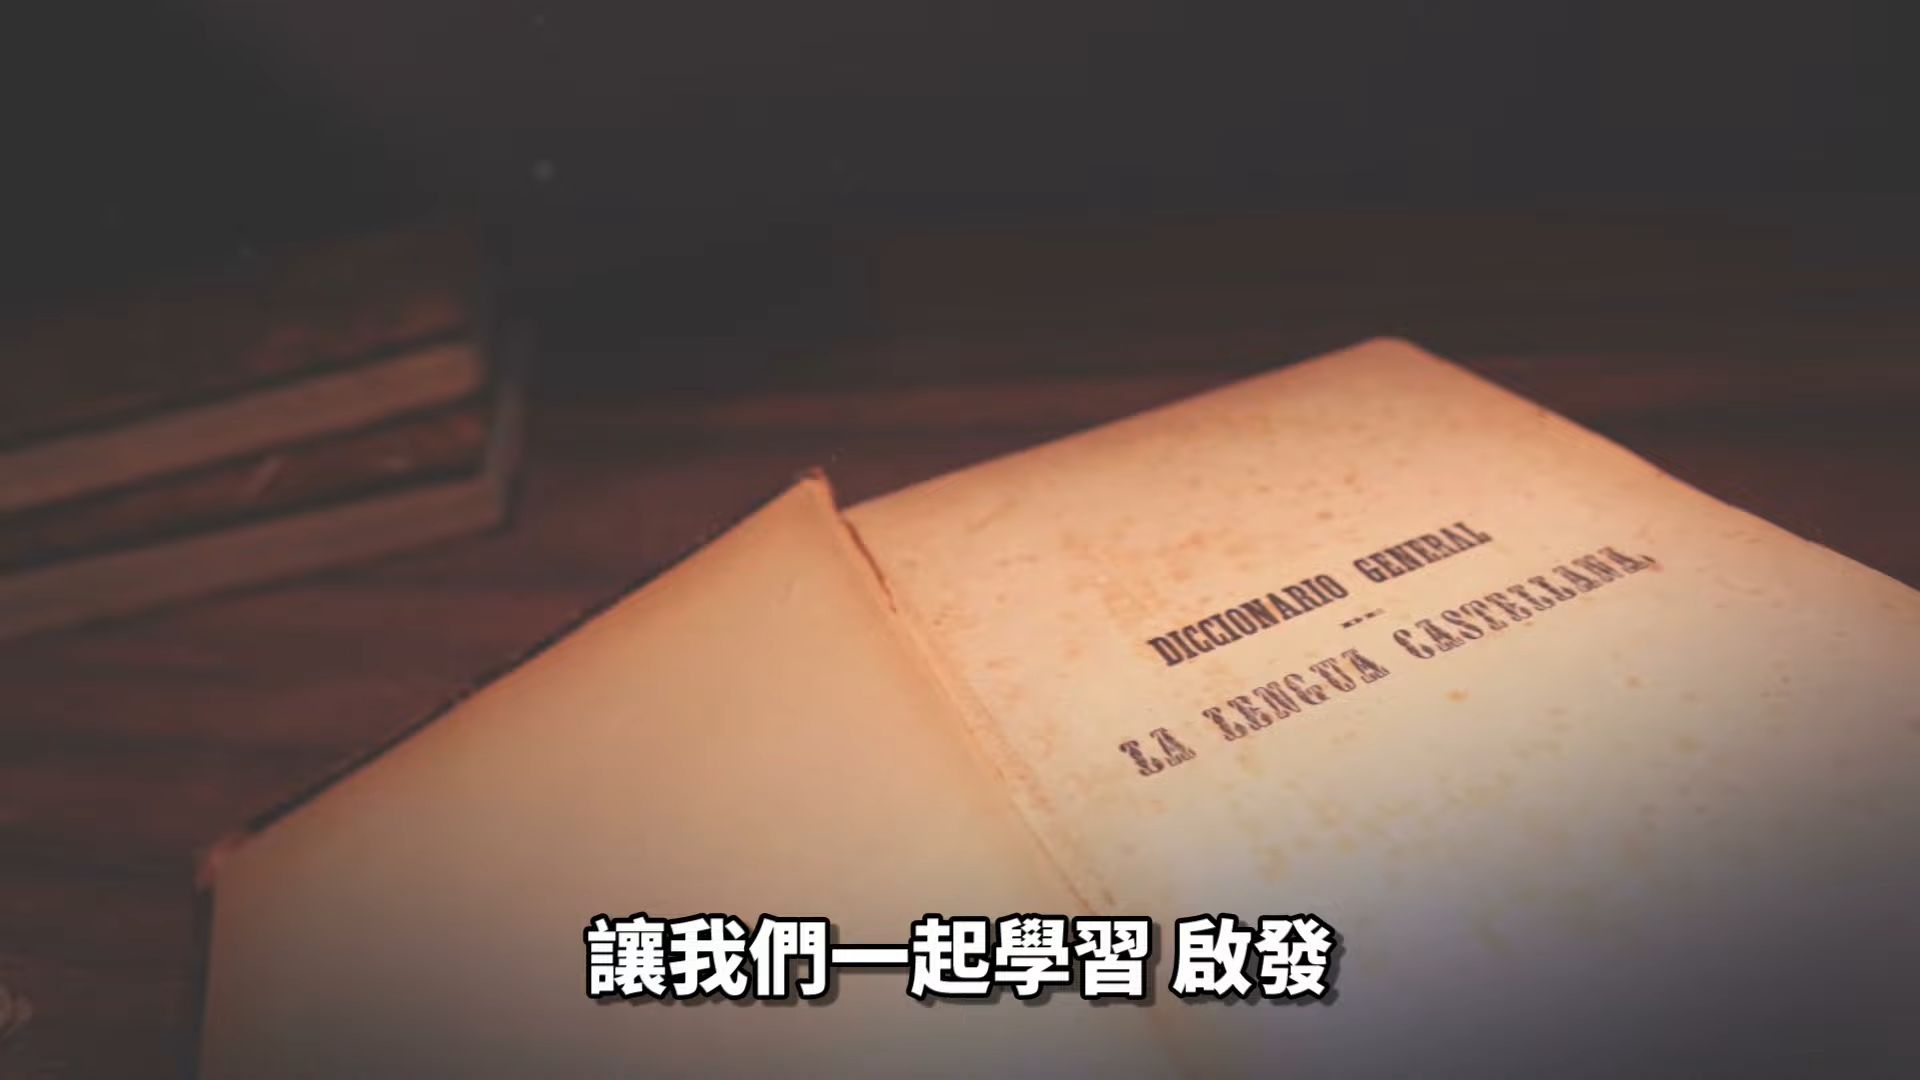 DICCIONARIO GENERAL
DE
LA LENGUA CASTELLANA,
讓我們一起學習 啟發